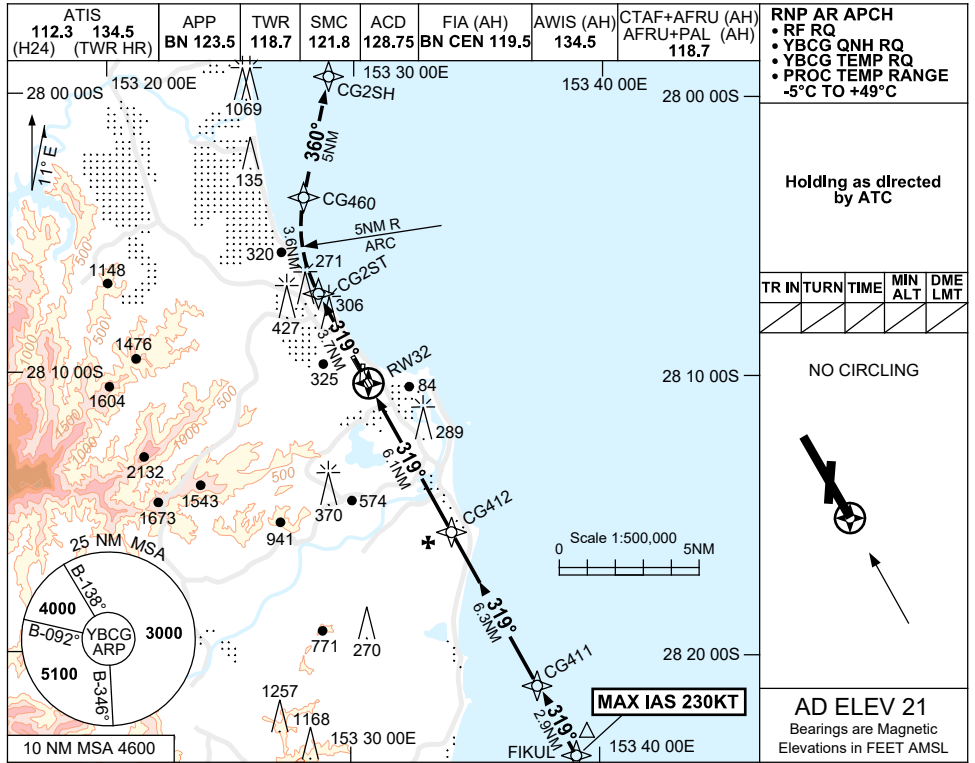 ATIS
112.3 134.5
(H24) (TWR HR)
APP
BN 123.5
TWR
118.7
SMC
121.8
ACD
128.75
FIA (AH)
BN CEN 119.5
AWIS (AH)
134.5
CTAF+AFRU (AH)
AFRU+PAL (AH)
118.7
RNP AR APCH
• RF RQ
• YBCG QNH RQ
• YBCG TEMP RQ
• PROC TEMP RANGE
-5°C TO +49°C
Holding as directed
by ATC
TR IN
TURN
TIME
MIN
ALT
DME
LMT
NO CIRCLING
AD ELEV 21
Bearings are Magnetic
Elevations in FEET AMSL
153 20 00E
153 30 00E
153 40 00E
28 00 00S
28 00 00S
CG2SH
1069
11° E
360°
5NM
135
CG460
5NM R
ARC
3.6NM
320
271
CG2ST
306
427
319°
3.7NM
500
1148
500
1000
1476
1604
325
RW32
84
289
28 10 00S
28 10 00S
500
1500
1000
1000
2132
1543
1673
500
370
574
941
319°
6.1NM
CG412
Scale 1:500,000
0
5NM
319°
6.3NM
25 NM MSA
B-138°
4000
3000
B-092°
YBCG
ARP
5100
B-346°
771
270
28 20 00S
CG411
MAX IAS 230KT
319°
2.9NM
1257
1168
153 30 00E
FIKUL
153 40 00E
10 NM MSA 4600